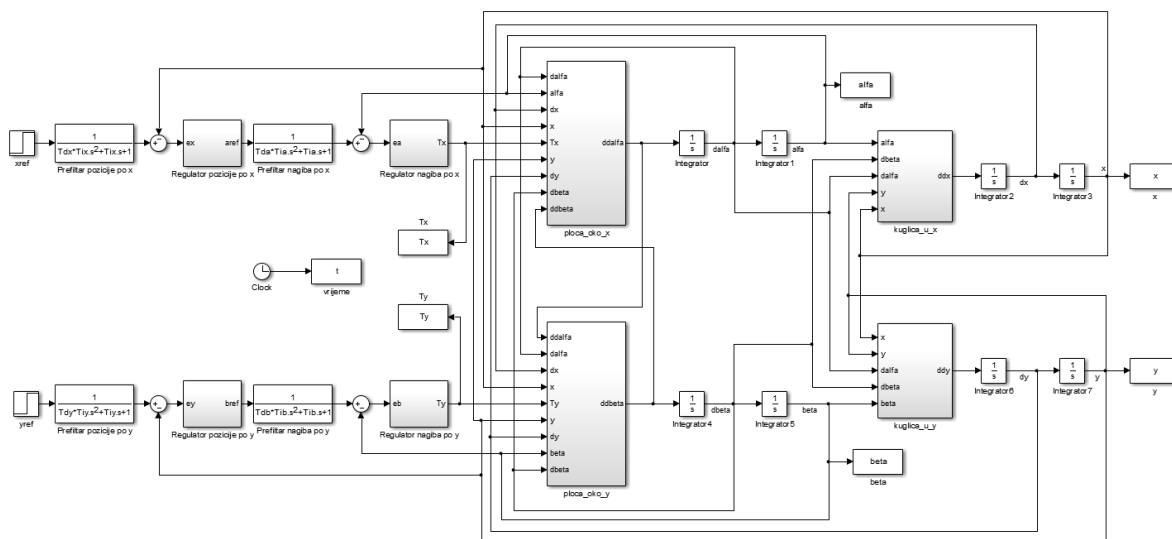 xref
1
Tdx*Tix.s²+Tix.s+1
Prefiltar pozicije po x
ex
aref
Regulator pozicije po x
1
Tda*Tia.s²+Tia.s+1
Prefiltar nagiba po x
ea
Tx
Regulator nagiba po x
dalfa
alfa
dx
x
Tx
y
dy
dbeta
ddbeta
ddalfa
ploca_oko_x
1
s
Integrator
dalfa
1
s
Integrator1
alfa
alfa
alfa
alfa
dbeta
dalfa
y
x
ddx
kuglica_u_x
1
s
Integrator2
dx
1
s
Integrator3
x
x
x
Tx
Tx
Clock
t
vrijeme
Ty
Ty
yref
1
Tdy*Tiy.s²+Tiy.s+1
Prefiltar pozicije po y
ey
bref
Regulator pozicije po y
1
Tdb*Tib.s²+Tib.s+1
Prefiltar nagiba po y
eb
Ty
Regulator nagiba po y
ddalfa
dalfa
dx
x
Ty
y
dy
beta
dbeta
ddbeta
ploca_oko_y
1
s
Integrator4
dbeta
1
s
Integrator5
beta
beta
beta
x
y
dalfa
dbeta
beta
ddy
kuglica_u_y
1
s
Integrator6
dy
1
s
Integrator7
y
y
y